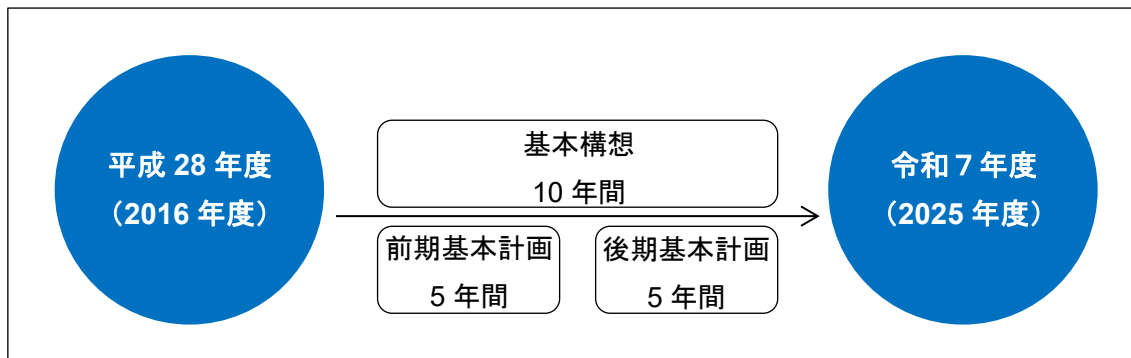 平成 28 年度
（2016 年度）
基本構想
10 年間
前期基本計画
5 年間
後期基本計画
5 年間
令和７年度
（2025 年度）